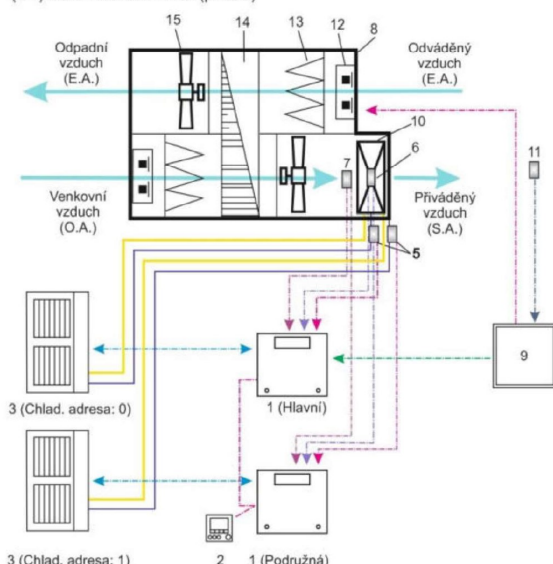 15
14
13
12
8
Odpadní
vzduch
(E.A.)
Odváděný
vzduch
(E.A.)
10
6
7
11
Venkovní
vzduch
(O.A.)
Přiváděný
vzduch
(S.A.)
5
9
3 (Chlad. adresa: 0)
1 (Hlavní)
3 (Chlad. adresa: 1)
2
1 (Podružná)